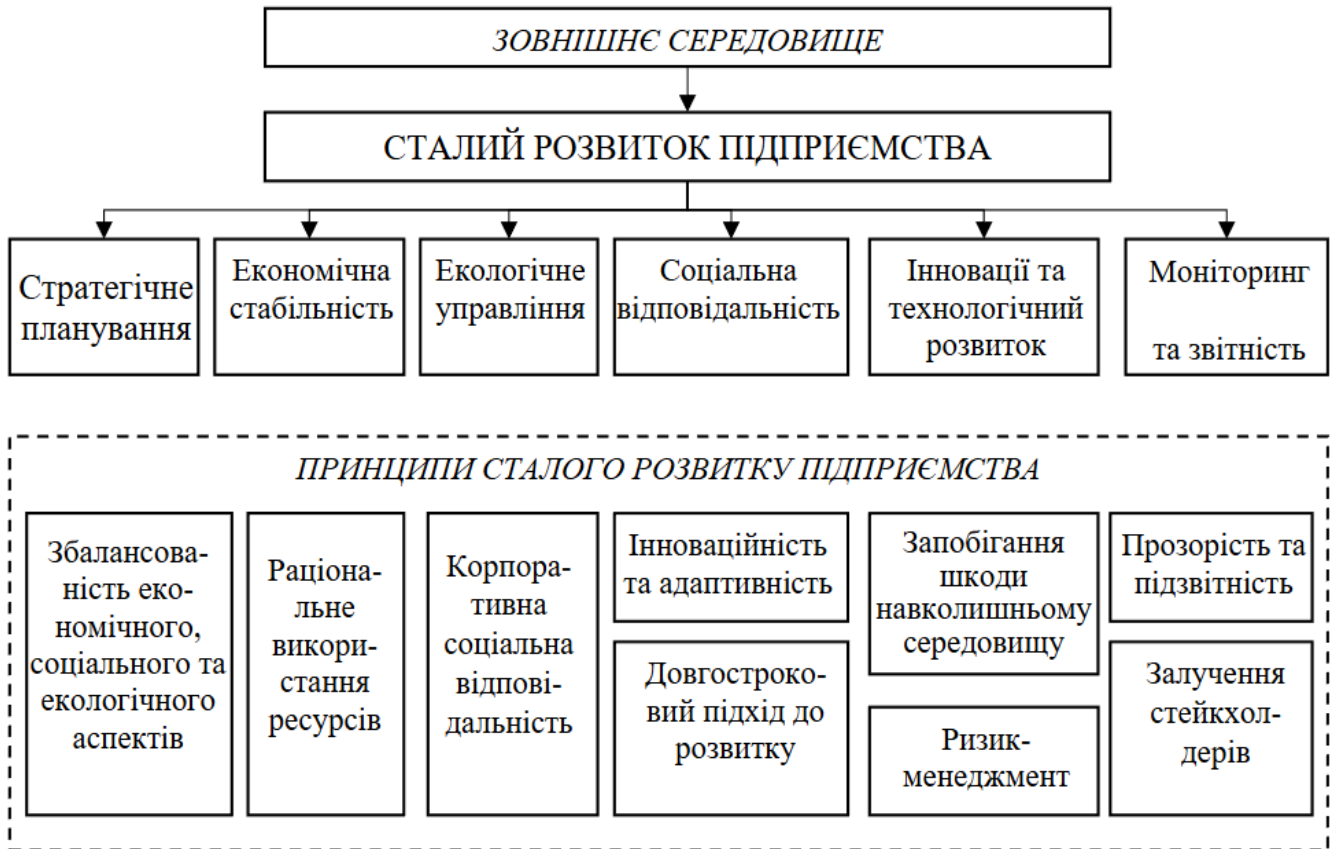 ЗОВНІШНЄ СЕРЕДОВИЩЕ
СТАЛИЙ РОЗВИТОК ПІДПРИЄМСТВА
Стратегічне
планування
Економічна
стабільність
Екологічне
управління
Соціальна
відповідальність
Інновації та
технологічний
розвиток
Моніторинг
та звітність
ПРИНЦИПИ СТАЛОГО РОЗВИТКУ ПІДПРИЄМСТВА
Збалансова-
ність еко-
номічного,
соціального та
екологічного
аспектів
Раціона-
льне
викори-
стання
ресурсів
Корпора-
тивна
соціальна
відпові-
дальність
Інноваційність
та адаптивність
Довгостроко-
вий підхід до
розвитку
Запобігання
шкоди
навколишньому
середовищу
Ризик-
менеджмент
Прозорість та
підзвітність
Залучення
стейкхол-
дерів